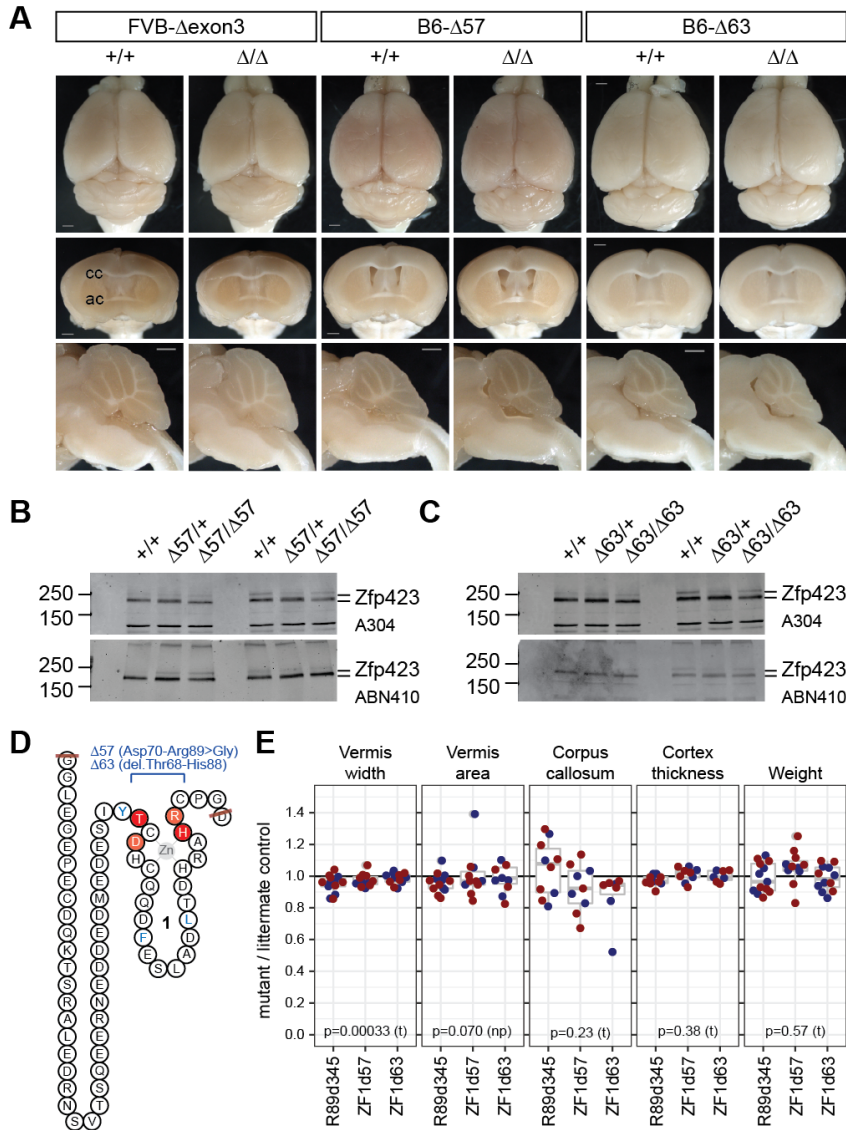 A
FVB-Δexon3 B6-Δ57 B6-Δ63
+/+ Δ/Δ +/+ Δ/Δ +/+ Δ/Δ
cc
ac
B
+/+ Δ57/+ Δ57/Δ57 +/+ Δ57/+ Δ57/Δ57
250
150
Zfp423
A304
250
150
Zfp423
ABN410
C
+/+ Δ63/+ Δ63/Δ63 +/+ Δ63/+ Δ63/Δ63
250
150
Zfp423
A304
250
150
Zfp423
ABN410
D
Δ57 (Asp70-Arg89>Gly)
Δ63 (del.Thr68-His88)
G G L E G E P E C D Q K T S R A L E D R N S V T S Q E E R N E D D E M D E D E S I Y T C D H C Q Q D F E S L A D L T D H R A H R C P G D
Zn
1
E
Vermis width
Vermis area
Corpus callosum
Cortex thickness
Weight
mutant / littermate control
1.4
1.2
1.0
0.8
0.6
0.4
0.2
0.0
p=0.00033 (t) p=0.070 (np) p=0.23 (t) p=0.38 (t) p=0.57 (t)
R89d345 ZF1d57 ZF1d63 R89d345 ZF1d57 ZF1d63 R89d345 ZF1d57 ZF1d63 R89d345 ZF1d57 ZF1d63 R89d345 ZF1d57 ZF1d63